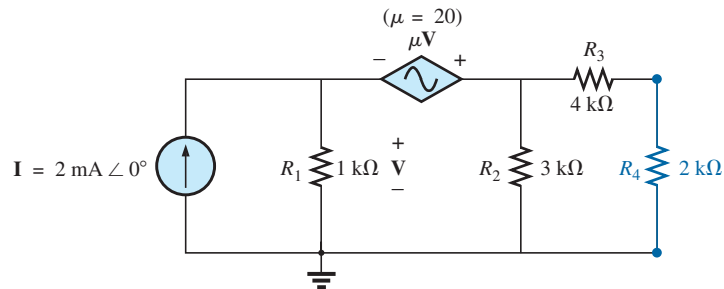 (μ = 20)
μV
− +
R3
4 kΩ
I = 2 mA ∠ 0°
R1 1 kΩ
+
V
−
R2 3 kΩ
R4 2 kΩ